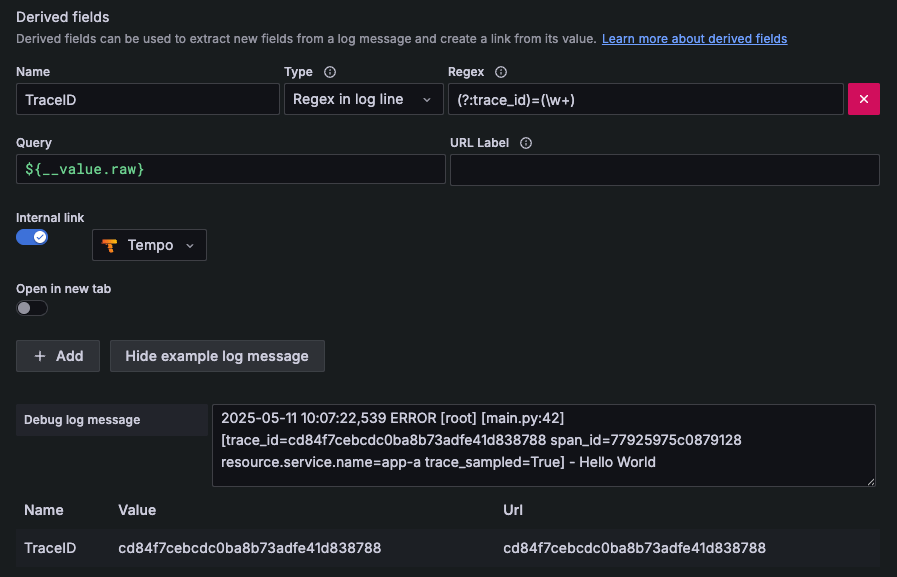 Derived fields
Derived fields can be used to extract new fields from a log message and create a link from its value. Learn more about derived fields
Name Type Regex
TraceID Regex in log line (?:trace_id)=(\w+)
Query URL Label
${__value.raw}
Internal link
Tempo
Open in new tab
+ Add Hide example log message
Debug log message
2025-05-11 10:07:22,539 ERROR [root] [main.py:42]
[trace_id=cd84f7cebcdc0ba8b73adfe41d838788 span_id=77925975c0879128
resource.service.name=app-a trace_sampled=True] - Hello World
Name Value Url
TraceID cd84f7cebcdc0ba8b73adfe41d838788 cd84f7cebcdc0ba8b73adfe41d838788